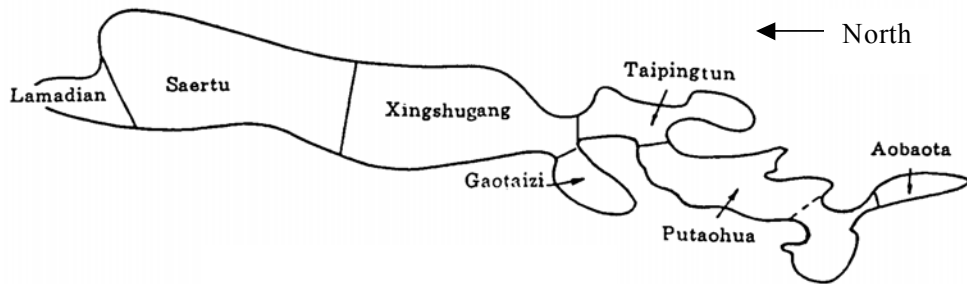 North
Taipingtun
Lamadian
Saertu
Xingshugang
Aobaota
Gaotaizi
Putaohua